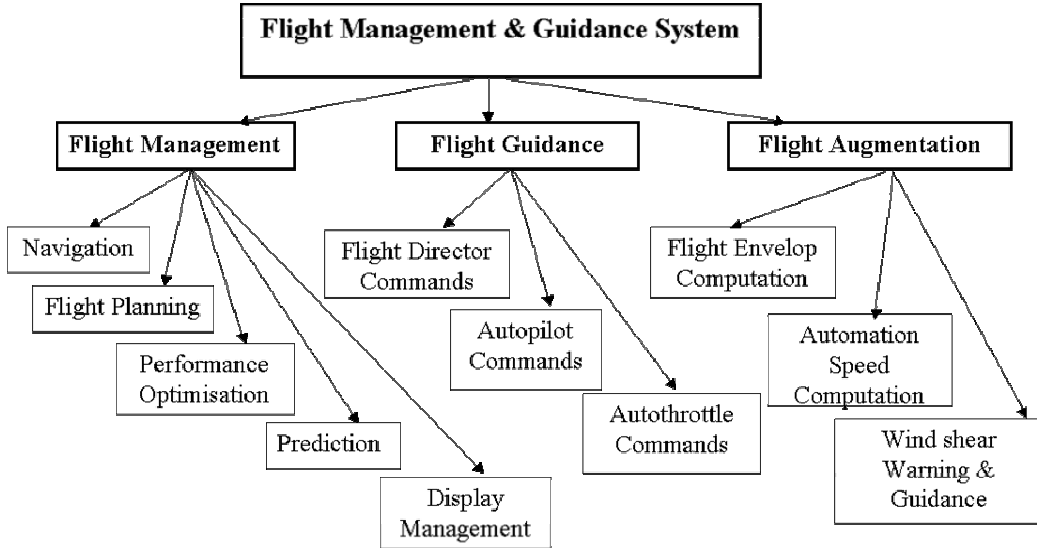 Flight Management & Guidance System
Flight Management
Flight Guidance
Flight Augmentation
Navigation
Flight Planning
Performance
Optimisation
Prediction
Display
Management
Flight Director
Commands
Autopilot
Commands
Autothrottle
Commands
Flight Envelop
Computation
Automation
Speed
Computation
Wind shear
Warning &
Guidance